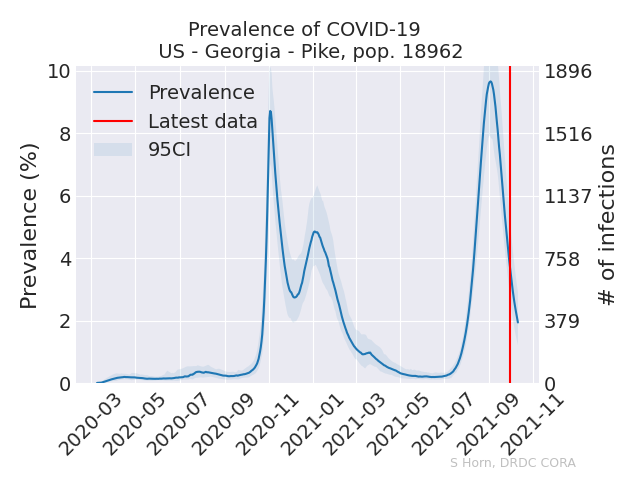 Prevalence of COVID-19
US - Georgia - Pike, pop. 18962
Prevalence
Latest data
95CI
Prevalence (%)
10
8
6
4
2
0
1896
1516
1137
758
379
0
# of infections
2020-03
2020-05
2020-07
2020-09
2020-11
2021-01
2021-03
2021-05
2021-07
2021-09
2021-11
S Horn, DRDC CORA